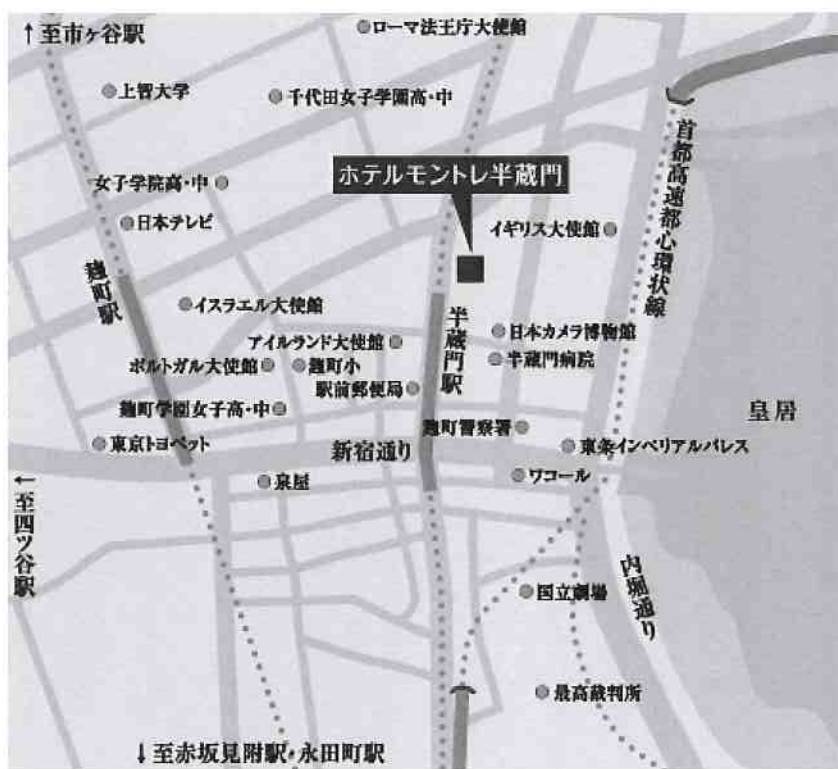 ↑至市ヶ谷駅
ローマ法王庁大使館
上智大学
千代田女子学園高・中
首都高速都心環状線
女子学院高・中
ホテルモントレ半蔵門
日本テレビ
イギリス大使館
麹町駅
イスラエル大使館
半蔵門駅
日本カメラ博物館
アイルランド大使館
ポルトガル大使館
麹町小
半蔵門病院
駅前郵便局
麹町学園女子高・中
皇居
麹町警察署
東京トヨペット
新宿通り
東条インペリアルパレス
←至四ツ谷駅
泉屋
ワコール
内堀通り
国立劇場
最高裁判所
↓至赤坂見附駅・永田町駅